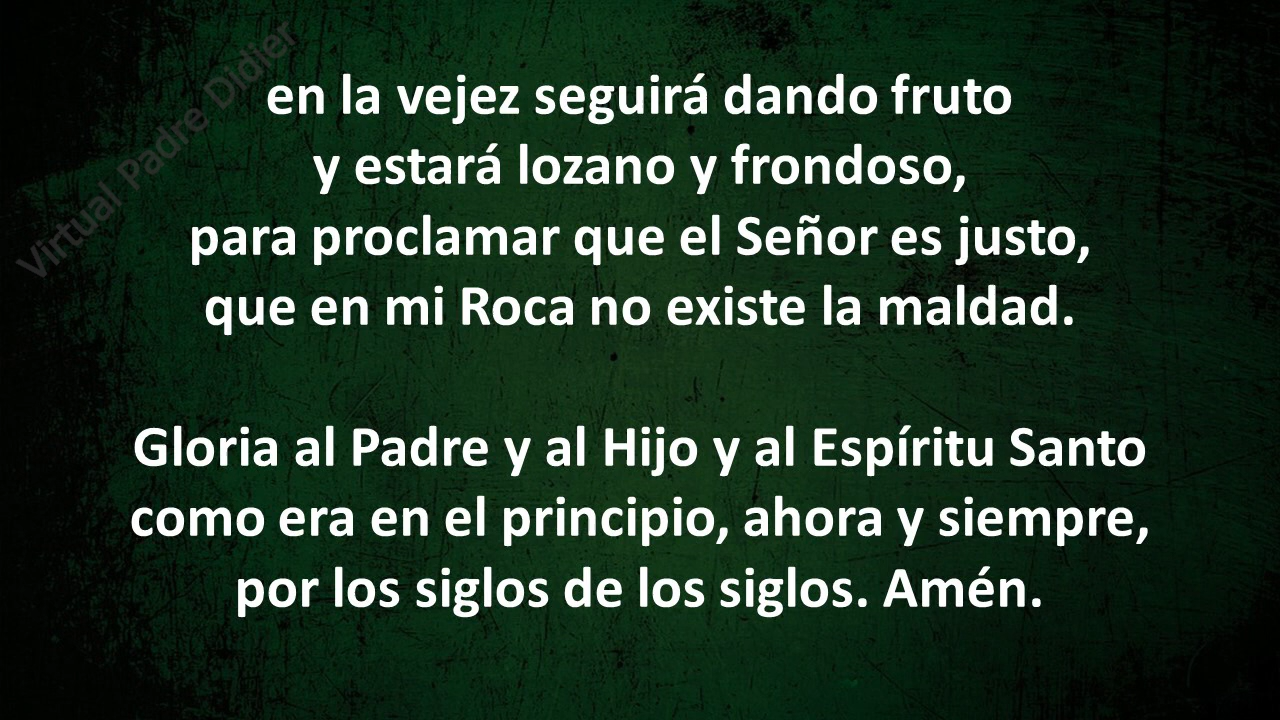 Virtual Padre Didier
en la vejez seguirá dando fruto
y estará lozano y frondoso,
para proclamar que el Señor es justo,
que en mi Roca no existe la maldad.
Gloria al Padre y al Hijo y al Espíritu Santo
como era en el principio, ahora y siempre,
por los siglos de los siglos. Amén.